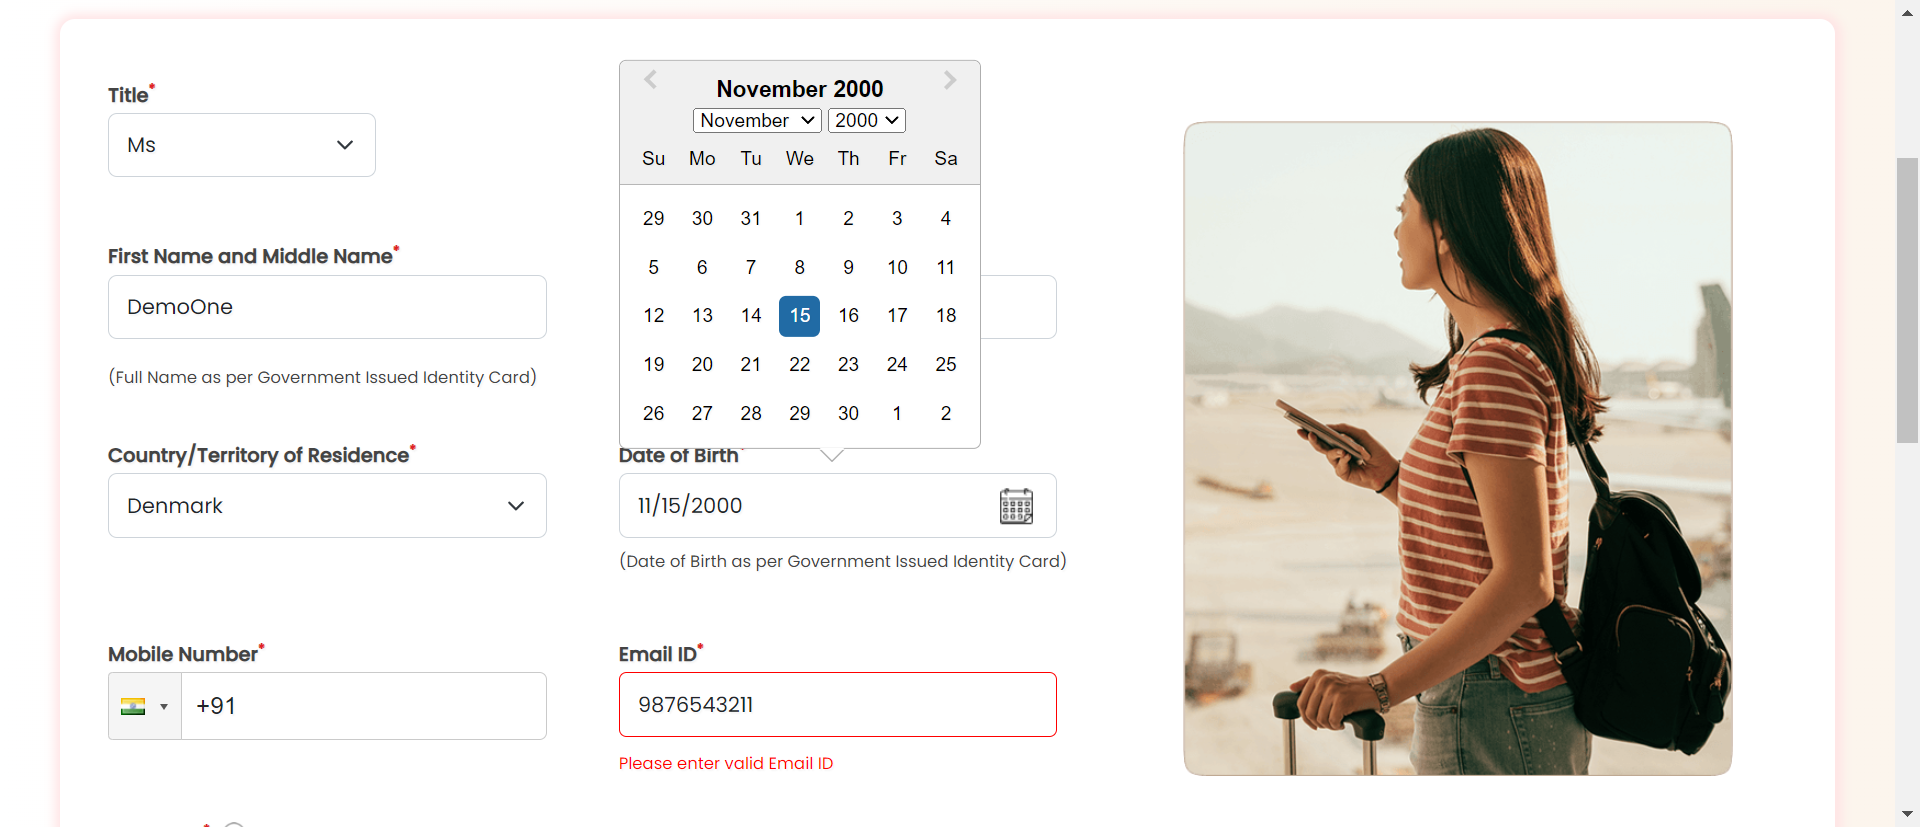 Title*
Ms
November 2000
November 2000
Su Mo Tu We Th Fr Sa
29 30 31 1 2 3 4
5 6 7 8 9 10 11
12 13 14 15 16 17 18
19 20 21 22 23 24 25
26 27 28 29 30 1 2
First Name and Middle Name*
DemoOne
(Full Name as per Government Issued Identity Card)
Country/Territory of Residence*
Denmark
Date of Birth
11/15/2000
(Date of Birth as per Government Issued Identity Card)
Mobile Number*
+91
Email ID*
9876543211
Please enter valid Email ID